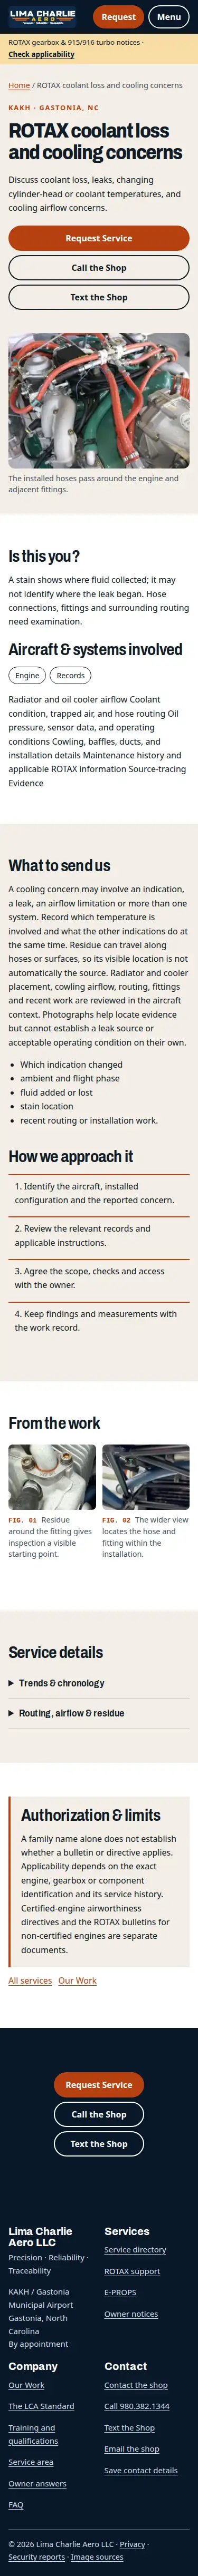 LIMA CHARLIE
AERO
Request
Menu
ROTAX gearbox & 915/916 turbo notices ·
Check applicability
Home / ROTAX coolant loss and cooling concerns
KAKH · GASTONIA, NC
ROTAX coolant loss
and cooling concerns
Discuss coolant loss, leaks, changing
cylinder-head or coolant temperatures, and
cooling airflow concerns.
Request Service
Call the Shop
Text the Shop
The installed hoses pass around the engine and
adjacent fittings.
Is this you?
A stain shows where fluid collected; it may
not identify where the leak began. Hose
connections, fittings and surrounding routing
need examination.
Aircraft & systems involved
Engine
Records
Radiator and oil cooler airflow Coolant
condition, trapped air, and hose routing Oil
pressure, sensor data, and operating
conditions Cowling, baffles, ducts, and
installation details Maintenance history and
applicable ROTAX information Source-tracing
Evidence
What to send us
A cooling concern may involve an indication,
a leak, an airflow limitation or more than one
system. Record which temperature is
involved and what the other indications do at
the same time. Residue can travel along
hoses or surfaces, so its visible location is not
automatically the source. Radiator and cooler
placement, cowling airflow, routing, fittings
and recent work are reviewed in the aircraft
context. Photographs help locate evidence
but cannot establish a leak source or
acceptable operating condition on their own.
• Which indication changed
• ambient and flight phase
• fluid added or lost
• stain location
• recent routing or installation work.
How we approach it
1. Identify the aircraft, installed
configuration and the reported concern.
2. Review the relevant records and
applicable instructions.
3. Agree the scope, checks and access
with the owner.
4. Keep findings and measurements with
the work record.
From the work
FIG. 01 Residue
around the fitting gives
inspection a visible
starting point.
FIG. 02 The wider view
locates the hose and
fitting within the
installation.
Service details
Trends & chronology
Routing, airflow & residue
Authorization & limits
A family name alone does not establish
whether a bulletin or directive applies.
Applicability depends on the exact
engine, gearbox or component
identification and its service history.
Certified-engine airworthiness
directives and the ROTAX bulletins for
non-certified engines are separate
documents.
All services Our Work
Request Service
Call the Shop
Text the Shop
Lima Charlie
Aero LLC
Precision · Reliability ·
Traceability
KAKH / Gastonia
Municipal Airport
Gastonia, North
Carolina
By appointment
Services
Service directory
ROTAX support
E-PROPS
Owner notices
Company
Our Work
The LCA Standard
Training and
qualifications
Service area
Owner answers
FAQ
Contact
Contact the shop
Call 980.382.1344
Text the Shop
Email the shop
Save contact details
© 2026 Lima Charlie Aero LLC · Privacy ·
Security reports · Image sources